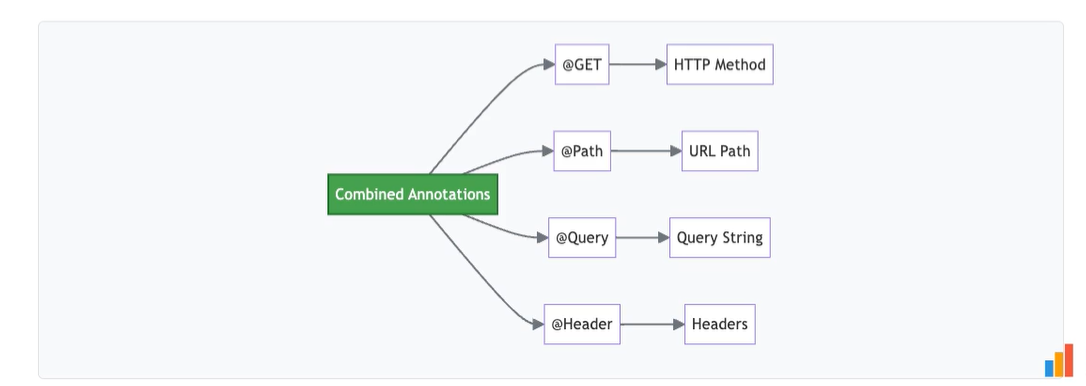 @GET
HTTP Method
@Path
URL Path
Combined Annotations
@Query
Query String
@Header
Headers